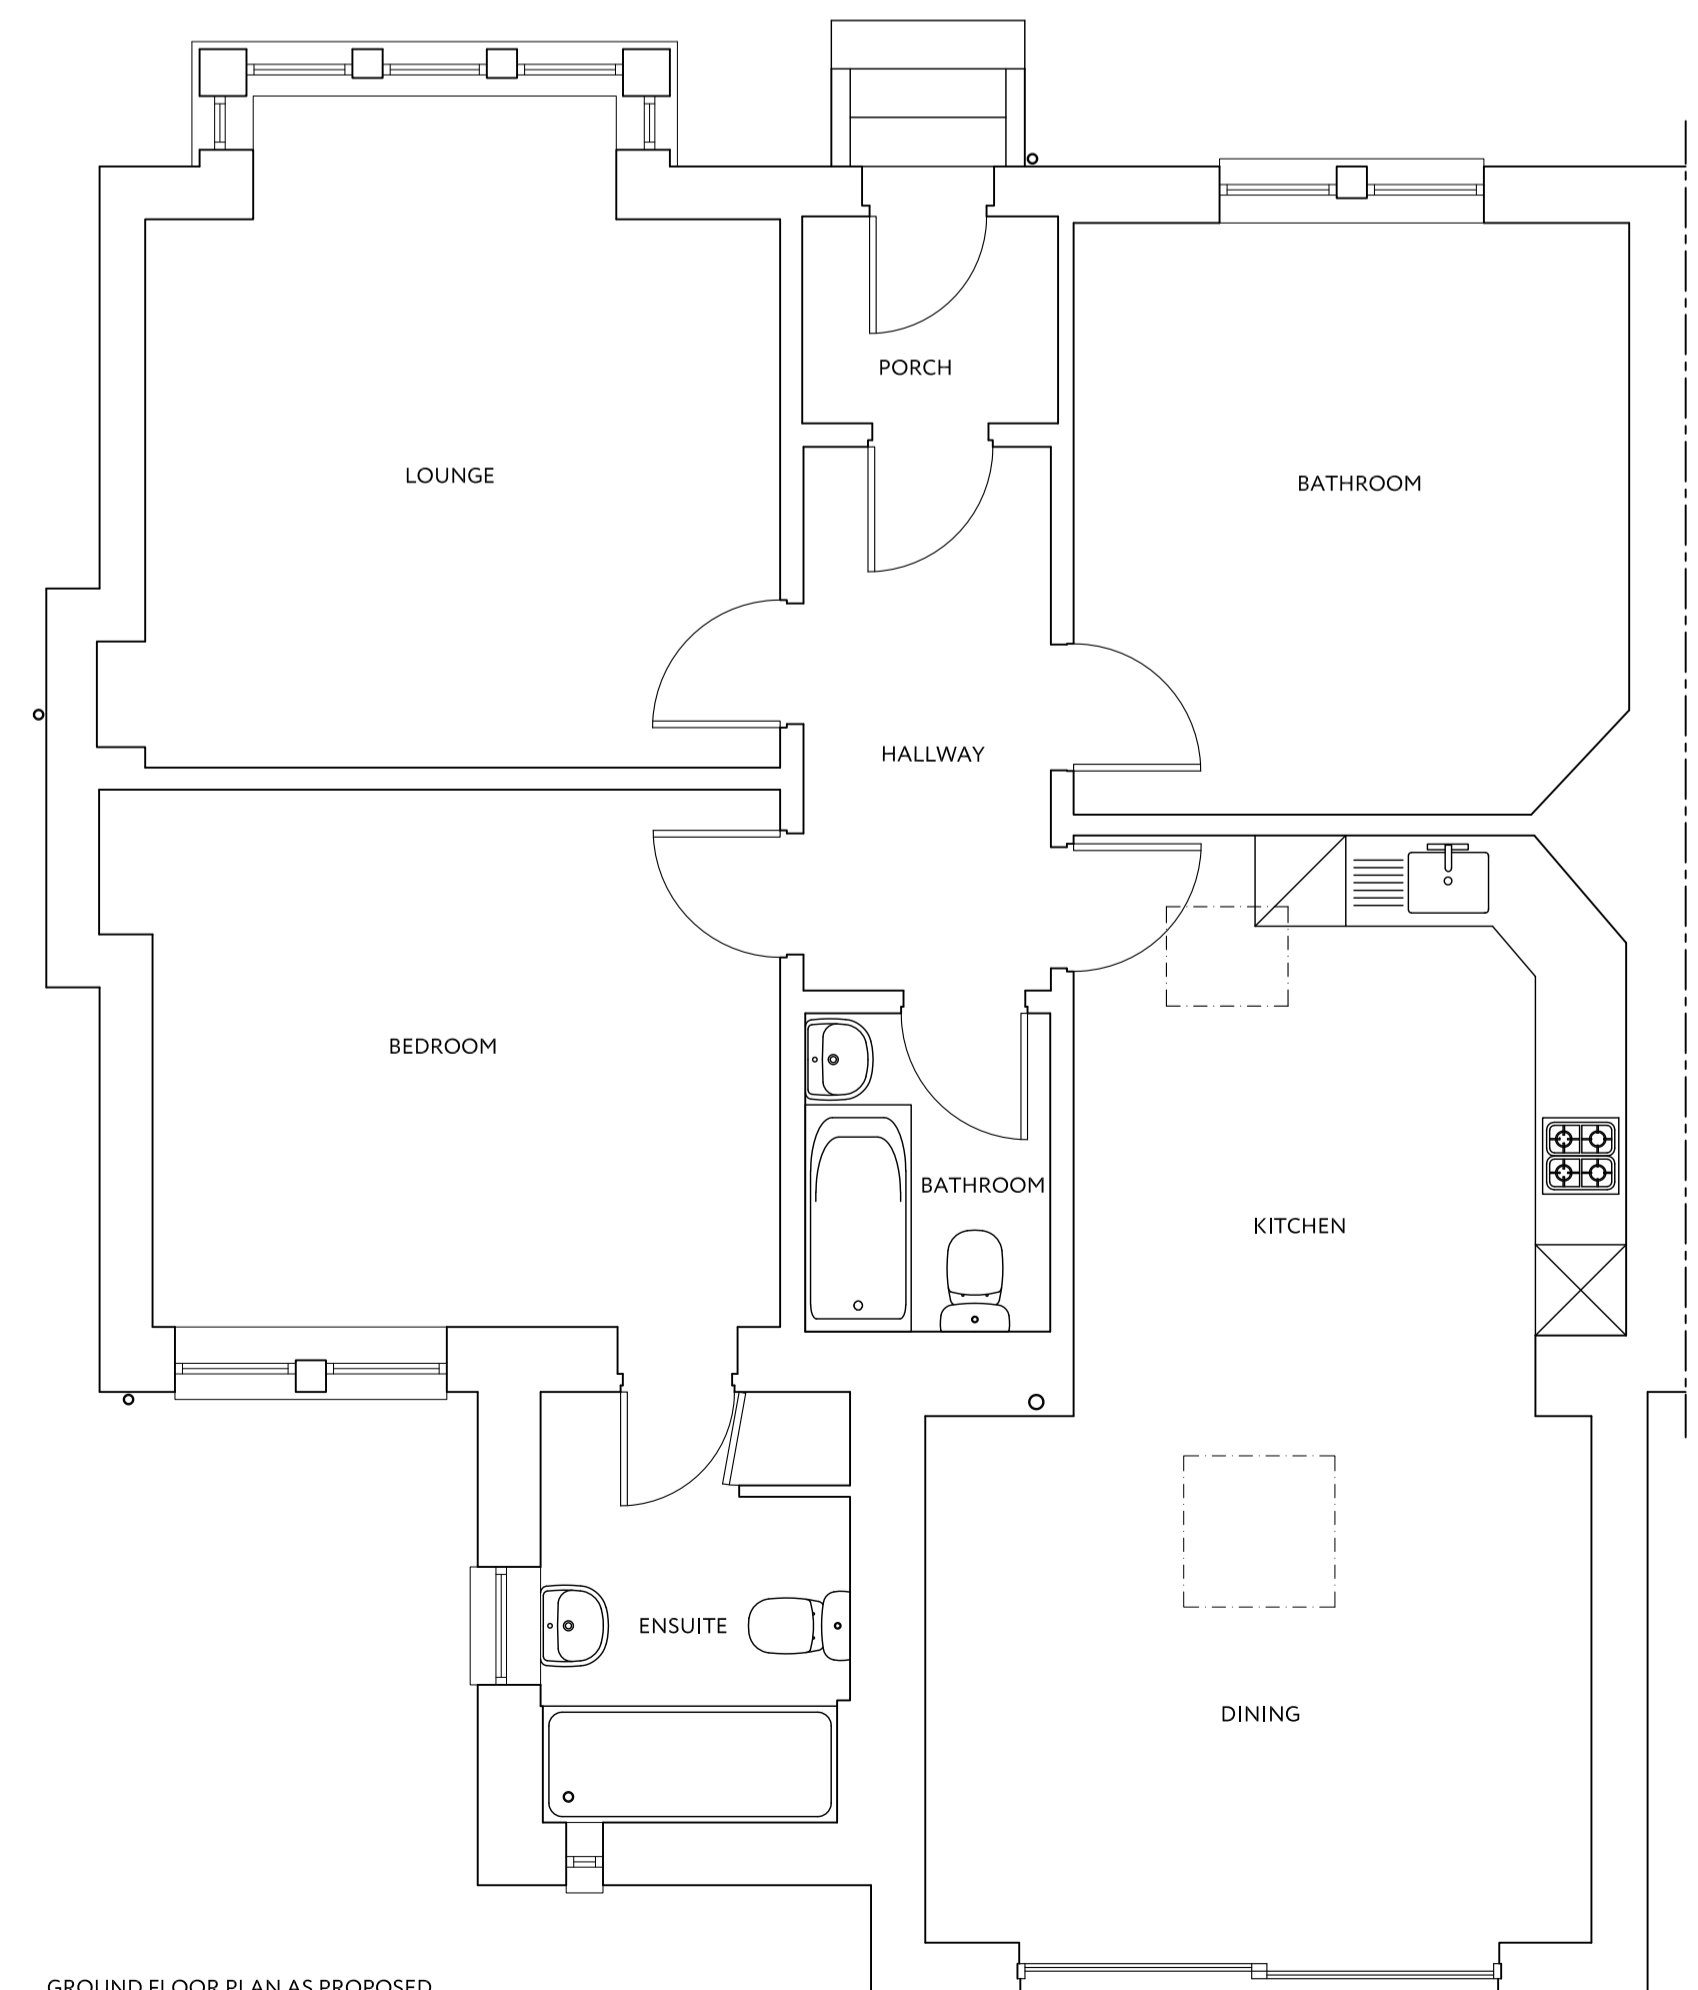 PORCH
LOUNGE
BATHROOM
HALLWAY
BEDROOM
BATHROOM
KITCHEN
ENSUITE
DINING
GROUND FLOOR PLAN AS PROPOSED